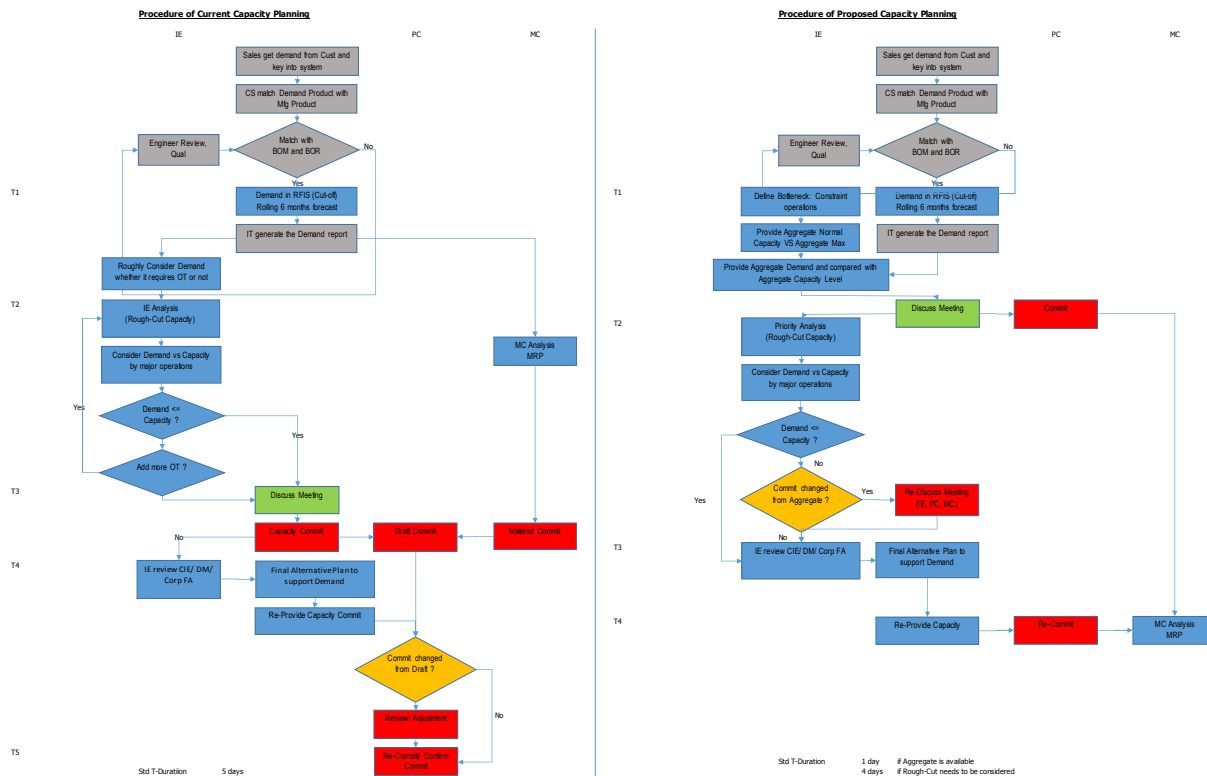 Procedure of Current Capacity Planning
IE
PC
MC
Sales get demand from Cust and
key into system
CS match Demand Product with
Mfg Product
Engineer Review,
Qual
Match with
BOM and BOR
No
Yes
T1
Demand in RFIS (Cut-off)
Rolling 6 months forecast
IT generate the Demand report
Roughly Consider Demand
whether it requires OT or not
T2
IE Analysis
(Rough-Cut Capacity)
MC Analysis
MRP
Consider Demand vs Capacity
by major operations
Yes
Demand <=
Capacity ?
Yes
Add more OT ?
T3
Discuss Meeting
Capacity Commit
Draft Commit
Material Commit
No
T4
IE review CIE/ DM/
Corp FA
Final Alternative Plan to
support Demand
Re-Provide Capacity Commit
Commit changed
from Draft ?
No
Review/ Adjustment
Re-Commit/ Confirm
Commit
T5
Std T-Duration
5 days
Procedure of Proposed Capacity Planning
IE
PC
MC
Sales get demand from Cust and
key into system
CS match Demand Product with
Mfg Product
Engineer Review,
Qual
Match with
BOM and BOR
No
Yes
T1
Define Bottleneck: Constraint
operations
Demand in RFIS (Cut-off)
Rolling 6 months forecast
Provide Aggregate Normal
Capacity VS Aggregate Max
IT generate the Demand report
Provide Aggregate Demand and compared with
Aggregate Capacity Level
Discuss Meeting
Commit
T2
Priority Analysis
(Rough-Cut Capacity)
Consider Demand vs Capacity
by major operations
Demand <=
Capacity ?
No
Yes
Commit changed
from Aggregate ?
Yes
Re-Discuss Meeting
(IE, PC, MC)
No
T3
IE review CIE/ DM/ Corp FA
Final Alternative Plan to
support Demand
T4
Re-Provide Capacity
Re-Commit
MC Analysis
MRP
Std T-Duration
1 day if Aggregate is available
4 days if Rough-Cut needs to be considered